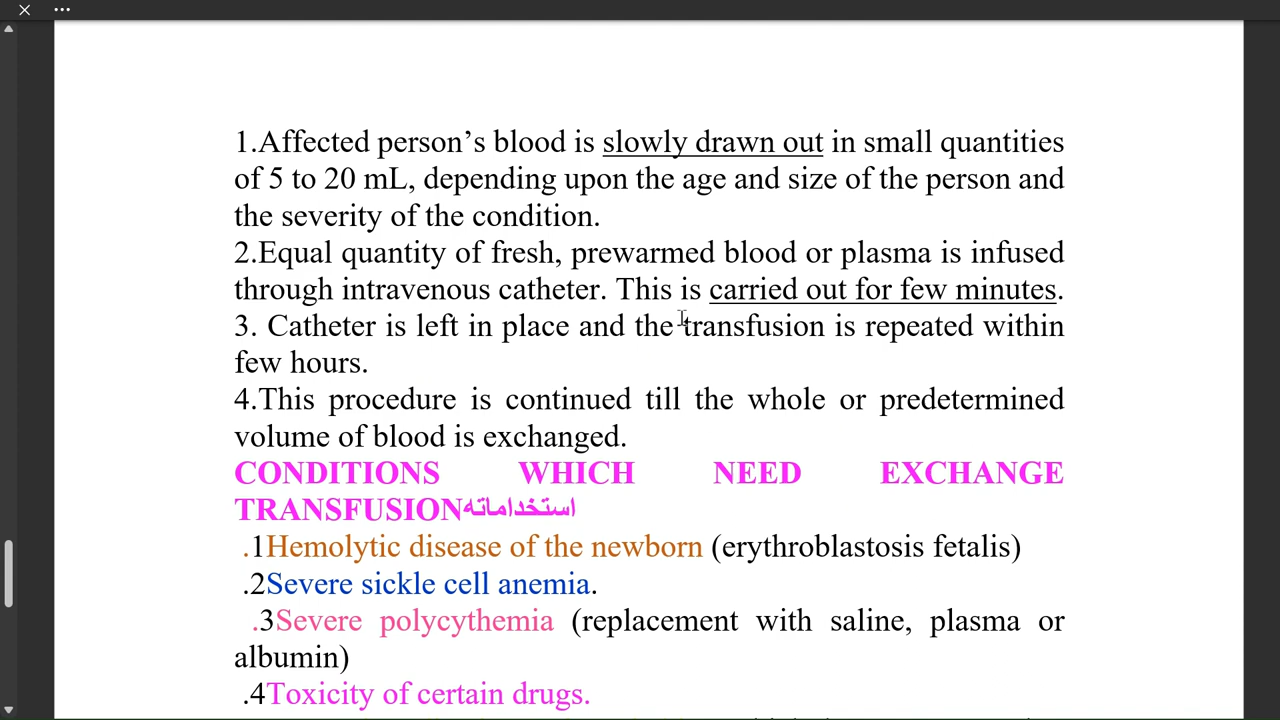 1.Affected person’s blood is slowly drawn out in small quantities
of 5 to 20 mL, depending upon the age and size of the person and
the severity of the condition.
2.Equal quantity of fresh, prewarmed blood or plasma is infused
through intravenous catheter. This is carried out for few minutes.
3. Catheter is left in place and the transfusion is repeated within
few hours.
4.This procedure is continued till the whole or predetermined
volume of blood is exchanged.
CONDITIONS WHICH NEED EXCHANGE
TRANSFUSIONاستخداماته
.1Hemolytic disease of the newborn (erythroblastosis fetalis)
.2Severe sickle cell anemia.
.3Severe polycythemia (replacement with saline, plasma or
albumin)
.4Toxicity of certain drugs.